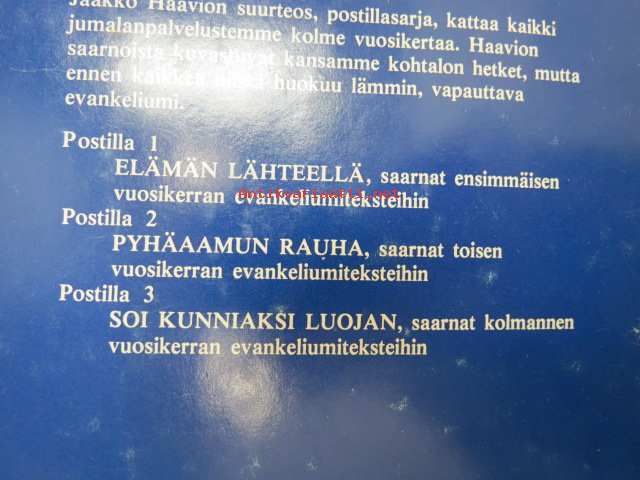 Jaakko Haavion suurteos, postillasarja, kattaa kaikki
jumalanpalvelustemme kolme vuosikertaa. Haavion
saarnoista kuvastuvat kansamme kohtalon hetket, mutta
ennen kaikkea huokuu lämmin, vapauttava
evankeliumi.
Postilla 1
ELÄMÄN LÄHTEELLÄ, saarnat ensimmäisen
vuosikerran evankeliumiteksteihin
Postilla 2
PYHÄAAMUN RAUHA, saarnat toisen
vuosikerran evankeliumiteksteihin
Postilla 3
SOI KUNNIAKSI LUOJAN, saarnat kolmannen
vuosikerran evankeliumiteksteihin